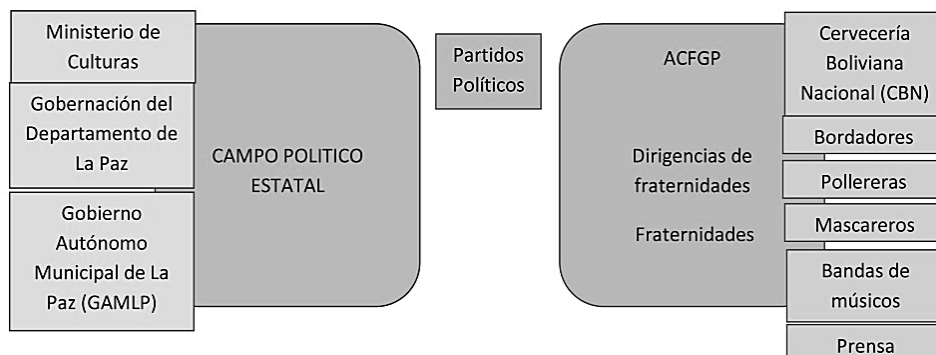 Ministerio de
Culturas
Gobernación del
Departamento de
La Paz
Gobierno
Autónomo
Municipal de La
Paz (GAMLP)
CAMPO POLITICO
ESTATAL
Partidos
Políticos
ACFGP
Dirigencias de
fraternidades
Fraternidades
Cervecería
Boliviana
Nacional (CBN)
Bordadores
Pollereras
Mascareros
Bandas de
músicos
Prensa